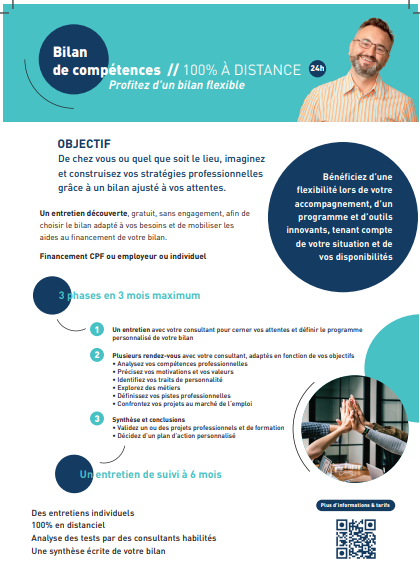 Bilan
de compétences // 100% À DISTANCE 24h
Profitez d'un bilan flexible
OBJECTIF
De chez vous ou quel que soit le lieu, imaginez
et construisez vos stratégies professionnelles
grâce à un bilan ajusté à vos attentes.
Un entretien découverte, gratuit, sans engagement, afin de
choisir le bilan adapté à vos besoins et de mobiliser les
aides au financement de votre bilan.
Financement CPF ou employeur ou individuel
Bénéficiez d'une
flexibilité lors de votre
accompagnement, d'un
programme et d'outils
innovants, tenant compte
de votre situation et de
vos disponibilités
3 phases en 3 mois maximum
1 Un entretien avec votre consultant pour cerner vos attentes et définir le programme
personnalisé de votre bilan
2 Plusieurs rendez-vous avec votre consultant, adaptés en fonction de vos objectifs
• Analysez vos compétences professionnelles
• Précisez vos motivations et vos valeurs
• Identifiez vos traits de personnalité
• Explorez des métiers
• Définissez vos pistes professionnelles
• Confrontez vos projets au marché de l'emploi
3 Synthèse et conclusions
• Validez un ou des projets professionnels et de formation
• Décidez d'un plan d'action personnalisé
Un entretien de suivi à 6 mois
Des entretiens individuels
100% en distanciel
Analyse des tests par des consultants habilités
Une synthèse écrite de votre bilan
Plus d'informations & tarifs